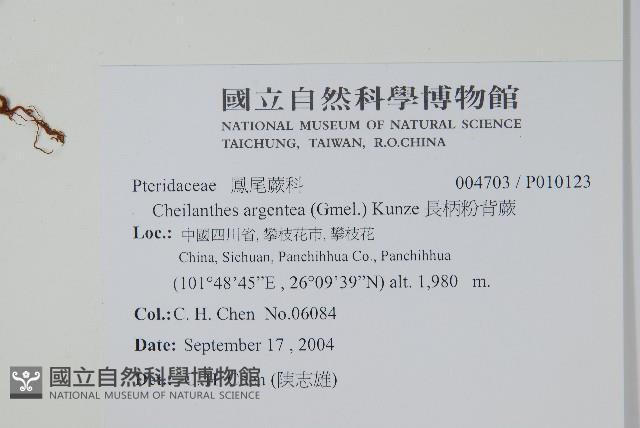 國立自然科學博物館
NATIONAL MUSEUM OF NATURAL SCIENCE
TAICHUNG, TAIWAN, R.O.CHINA
Pteridaceae 鳳尾蕨科 004703 / P010123
Cheilanthes argentea (Gmel.) Kunze 長柄粉背蕨
Loc.: 中國四川省, 攀枝花市, 攀枝花
China, Sichuan, Panchihhua Co., Panchihhua
(101°48'45”E , 26°09'39”N) alt. 1,980 m.
Col.: C. H. Chen No.06084
Date: September 17 , 2004
(陳志雄)
國立自然科學博物館
NATIONAL MUSEUM OF NATURAL SCIENCE